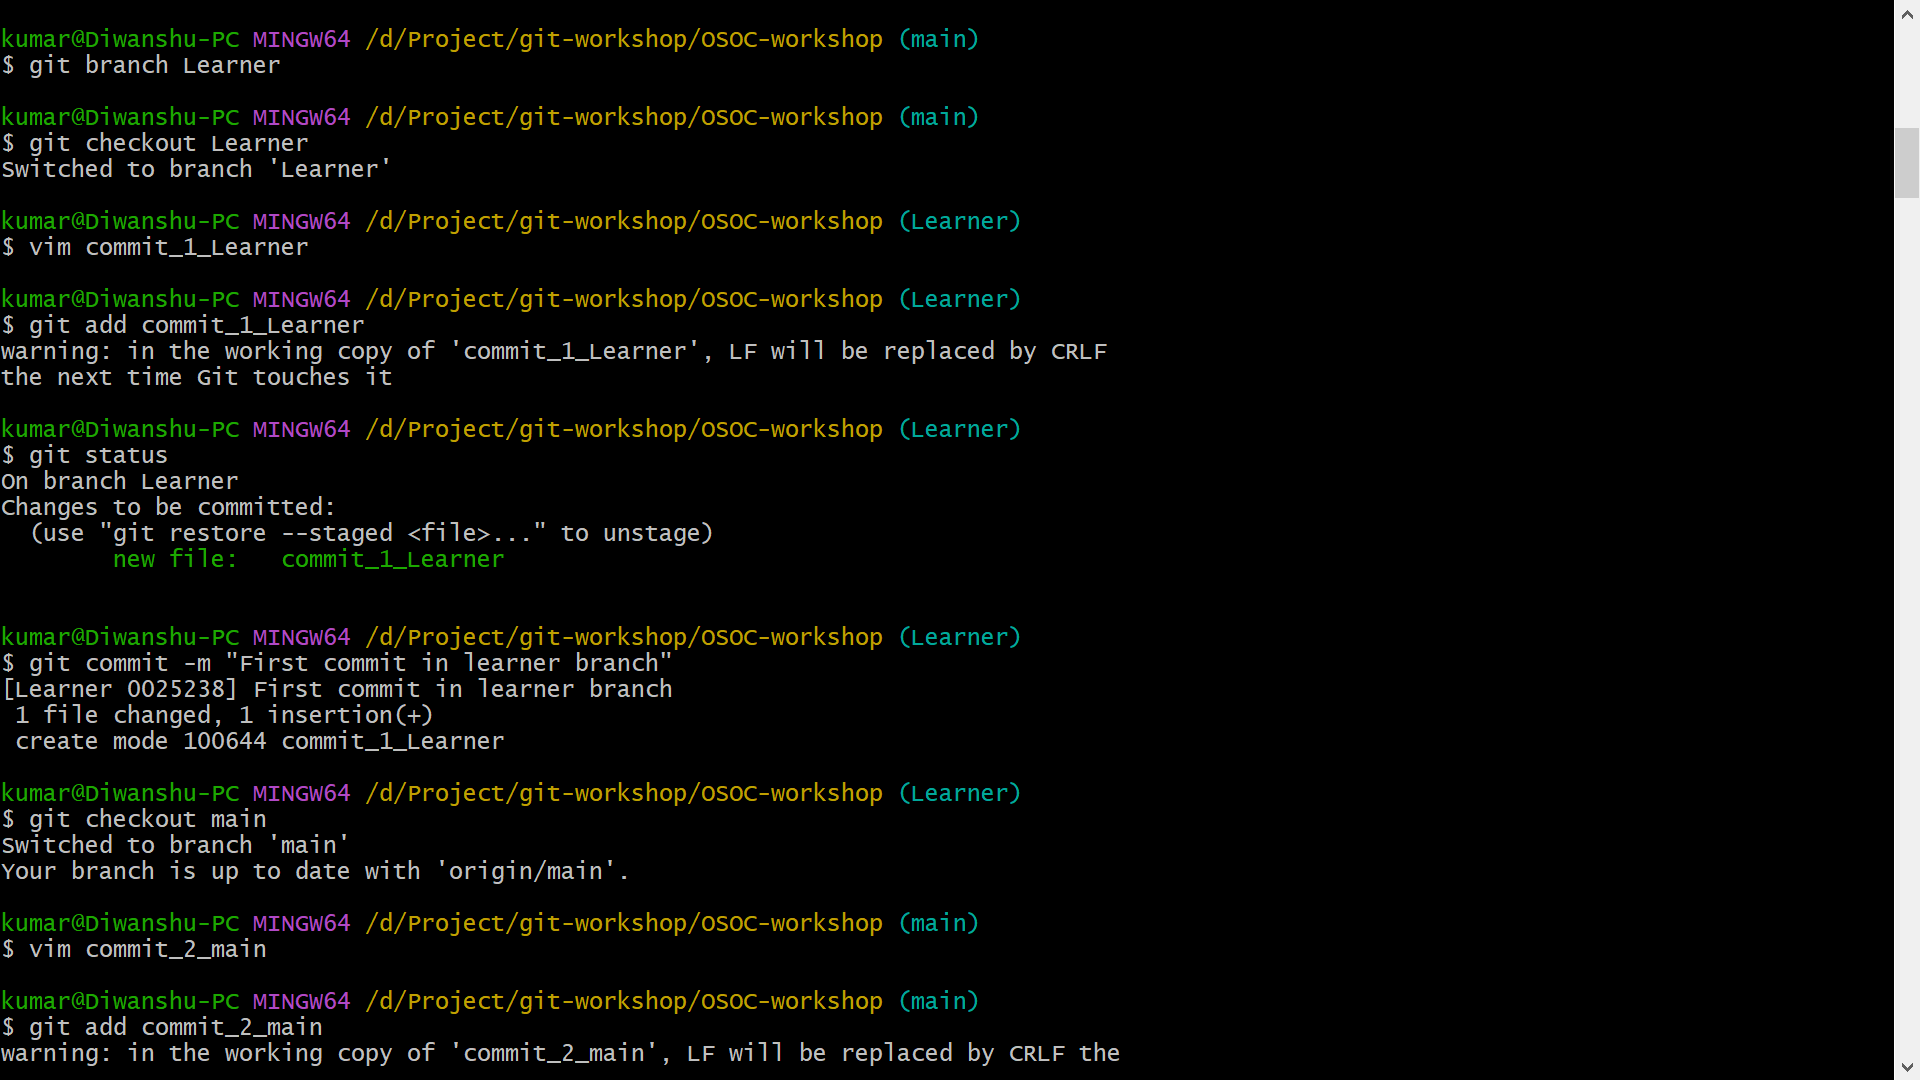 kumar@Diwanshu-PC MINGW64 /d/Project/git-workshop/OSOC-workshop (main)
$ git branch Learner
kumar@Diwanshu-PC MINGW64 /d/Project/git-workshop/OSOC-workshop (main)
$ git checkout Learner
Switched to branch 'Learner'
kumar@Diwanshu-PC MINGW64 /d/Project/git-workshop/OSOC-workshop (Learner)
$ vim commit_1_Learner
kumar@Diwanshu-PC MINGW64 /d/Project/git-workshop/OSOC-workshop (Learner)
$ git add commit_1_Learner
warning: in the working copy of 'commit_1_Learner', LF will be replaced by CRLF
the next time Git touches it
kumar@Diwanshu-PC MINGW64 /d/Project/git-workshop/OSOC-workshop (Learner)
$ git status
On branch Learner
Changes to be committed:
  (use "git restore --staged <file>..." to unstage)
        new file:   commit_1_Learner
kumar@Diwanshu-PC MINGW64 /d/Project/git-workshop/OSOC-workshop (Learner)
$ git commit -m "First commit in learner branch"
[Learner 0025238] First commit in learner branch
 1 file changed, 1 insertion(+)
 create mode 100644 commit_1_Learner
kumar@Diwanshu-PC MINGW64 /d/Project/git-workshop/OSOC-workshop (Learner)
$ git checkout main
Switched to branch 'main'
Your branch is up to date with 'origin/main'.
kumar@Diwanshu-PC MINGW64 /d/Project/git-workshop/OSOC-workshop (main)
$ vim commit_2_main
kumar@Diwanshu-PC MINGW64 /d/Project/git-workshop/OSOC-workshop (main)
$ git add commit_2_main
warning: in the working copy of 'commit_2_main', LF will be replaced by CRLF the